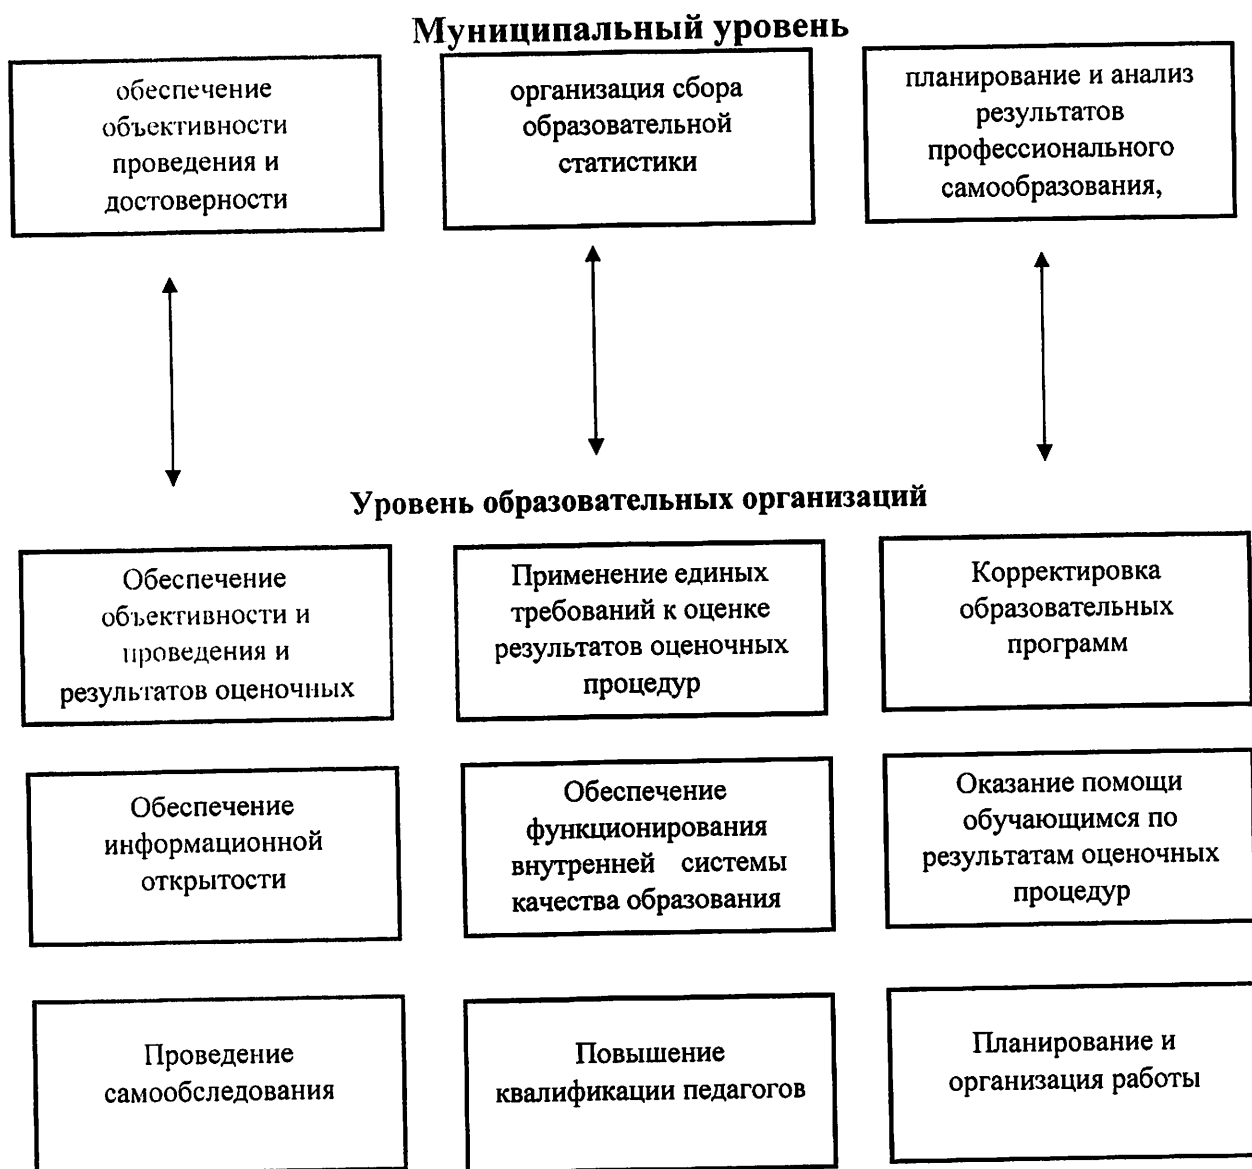 Муниципальный уровень
обеспечение
объективности
проведения и
достоверности
организация сбора
образовательной
статистики
планирование и анализ
результатов
профессионального
самообразования,
Уровень образовательных организаций
Обеспечение
объективности и
проведения и
результатов оценочных
Применение единых
требований к оценке
результатов оценочных
процедур
Корректировка
образовательных
программ
Обеспечение
информационной
открытости
Обеспечение
функционирования
внутренней системы
качества образования
Оказание помощи
обучающимся по
результатам оценочных
процедур
Проведение
самообследования
Повышение
квалификации педагогов
Планирование и
организация работы